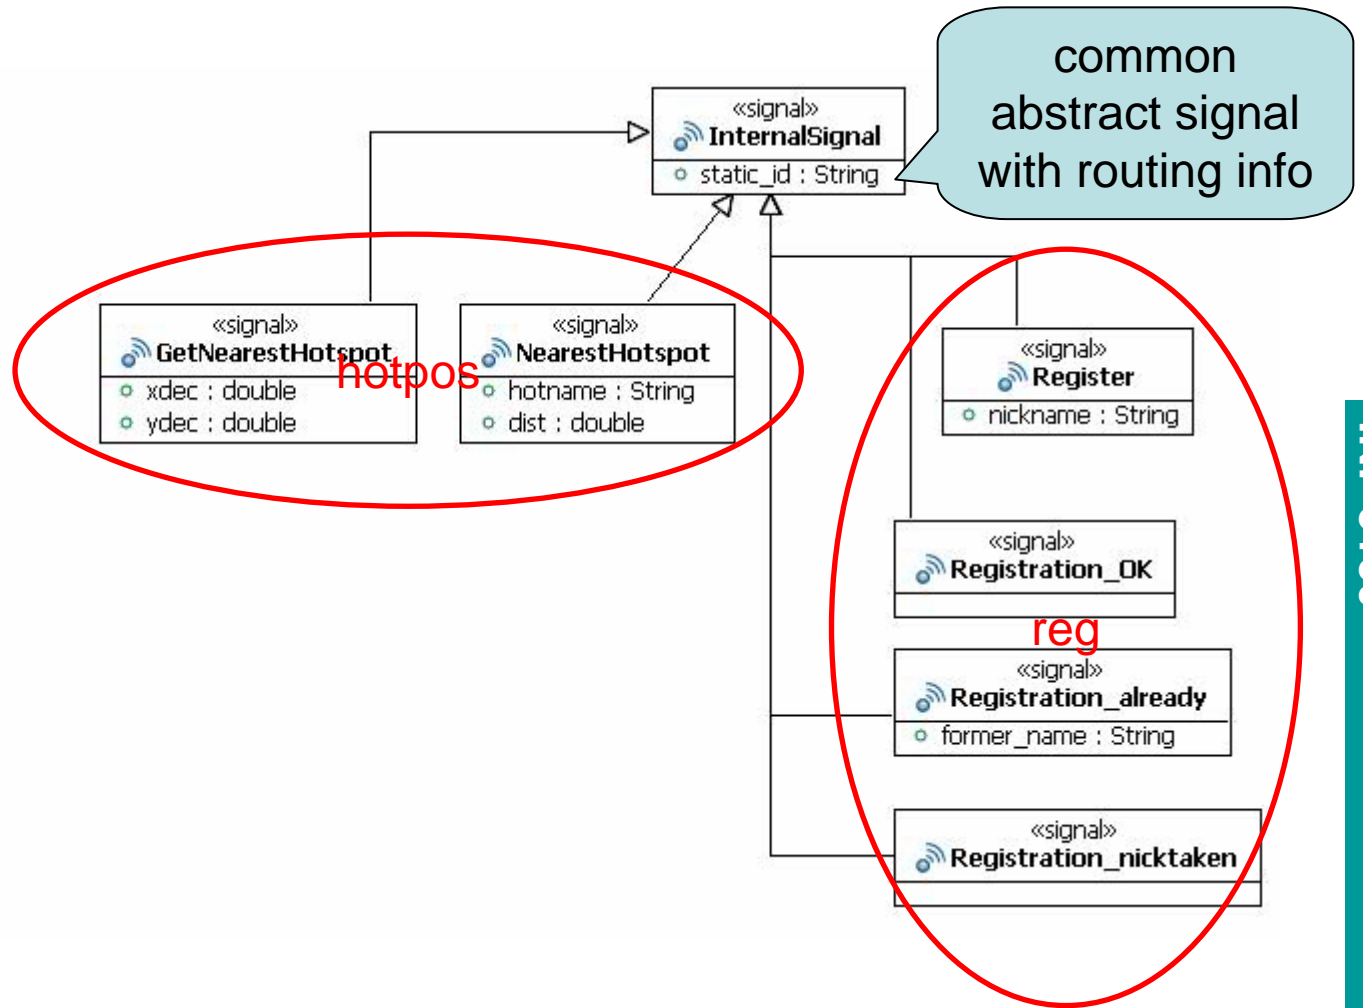 common
abstract signal
with routing info
«signal»
InternalSignal
static_id : String
«signal»
GetNearestHotspot
xdec : double
ydec : double
hotpos
«signal»
NearestHotspot
hotname : String
dist : double
«signal»
Register
nickname : String
«signal»
Registration_OK
reg
«signal»
Registration_already
former_name : String
«signal»
Registration_nicktaken